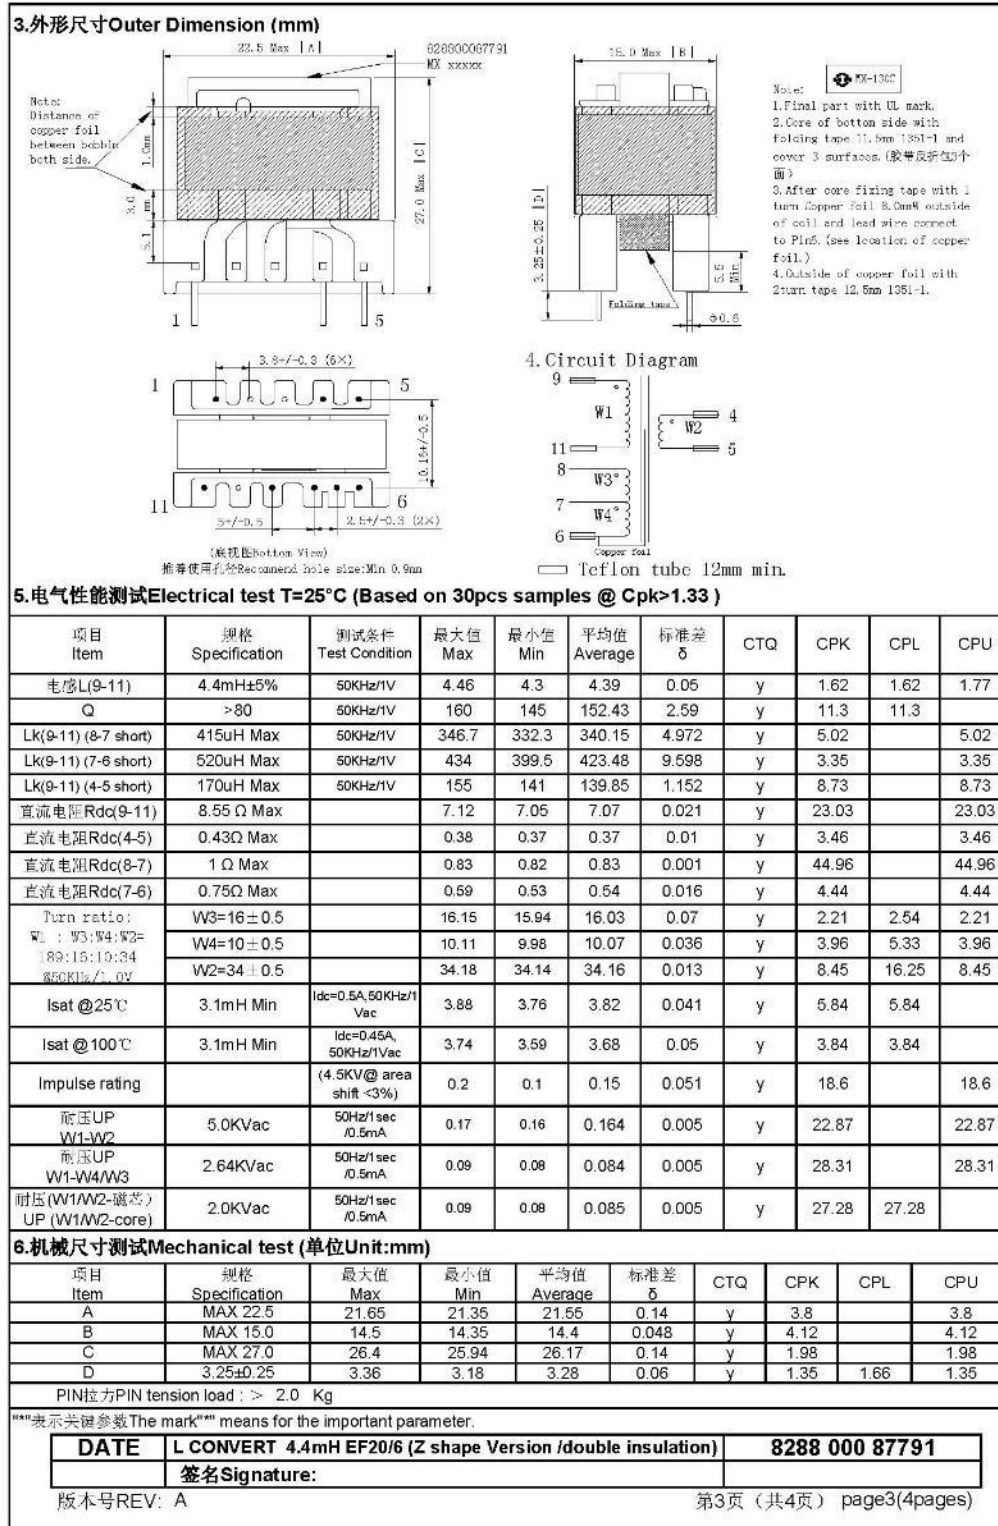 3.外形尺寸Outer Dimension (mm)
22.5 Max |A|
828800087791
MX xxxxx
Note:
Distance of
copper foil
between bobbin
both side.
1.0mm
3.0
mm
5.1
27.0 Max |C|
1
5
15.0 Max |B|
3.25±0.25 |D|
5.5
Min
Folding tape
Φ0.6
MX-130C
Note:
1.Final part with UL mark.
2.Core of bottom side with
folding tape 11.5mm 1351-1 and
cover 3 surfaces.(胶带反折包3个
面)
3.After core fixing tape with 1
turn Copper foil 8.0mmW outside
of coil and lead wire connect
to Pin6.(see location of copper
foil.)
4.Outside of copper foil with
2turn tape 12.5mm 1351-1.
3.8+/-0.3 (6×)
1
5
10.16+/-0.5
11
6
5+/-0.5
2.5+/-0.3 (2×)
(底视图Bottom View)
推荐使用孔径Recommend hole size:Min 0.9mm
4.Circuit Diagram
9
W1
11
8
W3
7
W4
6
Copper foil
W2
4
5
Teflon tube 12mm min.
5.电气性能测试Electrical test T=25°C (Based on 30pcs samples @ Cpk>1.33 )
项目 Item 规格 Specification 测试条件 Test Condition 最大值 Max 最小值 Min 平均值 Average 标准差 δ CTQ CPK CPL CPU
电感L(9-11) 4.4mH±5% 50KHz/1V 4.46 4.3 4.39 0.05 y 1.62 1.62 1.77
Q >80 50KHz/1V 160 145 152.43 2.59 y 11.3 11.3
Lk(9-11) (8-7 short) 415uH Max 50KHz/1V 346.7 332.3 340.15 4.972 y 5.02 5.02
Lk(9-11) (7-6 short) 520uH Max 50KHz/1V 434 399.5 423.48 9.598 y 3.35 3.35
Lk(9-11) (4-5 short) 170uH Max 50KHz/1V 155 141 139.85 1.152 y 8.73 8.73
直流电阻Rdc(9-11) 8.55 Ω Max 7.12 7.05 7.07 0.021 y 23.03 23.03
直流电阻Rdc(4-5) 0.43Ω Max 0.38 0.37 0.37 0.01 y 3.46 3.46
直流电阻Rdc(8-7) 1 Ω Max 0.83 0.82 0.83 0.001 y 44.96 44.96
直流电阻Rdc(7-6) 0.75Ω Max 0.59 0.53 0.54 0.016 y 4.44 4.44
Turn ratio:
W1 : W3:W4:W2=
189:16:10:34
@50KHz/1.0V
W3=16±0.5 16.15 15.94 16.03 0.07 y 2.21 2.54 2.21
W4=10±0.5 10.11 9.98 10.07 0.036 y 3.96 5.33 3.96
W2=34±0.5 34.18 34.14 34.16 0.013 y 8.45 16.25 8.45
Isat @25℃ 3.1mH Min Idc=0.5A,50KHz/1 Vac 3.88 3.76 3.82 0.041 y 5.84 5.84
Isat @100℃ 3.1mH Min Idc=0.45A, 50KHz/1Vac 3.74 3.59 3.68 0.05 y 3.84 3.84
Impulse rating (4.5KV@ area shift <3%) 0.2 0.1 0.15 0.051 y 18.6 18.6
耐压UP W1-W2 5.0KVac 50Hz/1sec /0.5mA 0.17 0.16 0.164 0.005 y 22.87 22.87
耐压UP W1-W4/W3 2.64KVac 50Hz/1sec /0.5mA 0.09 0.08 0.084 0.005 y 28.31 28.31
耐压(W1/W2-磁芯) UP (W1/W2-core) 2.0KVac 50Hz/1sec /0.5mA 0.09 0.08 0.085 0.005 y 27.28 27.28
6.机械尺寸测试Mechanical test (单位Unit:mm)
项目 Item 规格 Specification 最大值 Max 最小值 Min 平均值 Average 标准差 δ CTQ CPK CPL CPU
A MAX 22.5 21.65 21.35 21.55 0.14 y 3.8 3.8
B MAX 15.0 14.5 14.35 14.4 0.048 y 4.12 4.12
C MAX 27.0 26.4 25.94 26.17 0.14 y 1.98 1.98
D 3.25±0.25 3.36 3.18 3.28 0.06 y 1.35 1.66 1.35
PIN拉力PIN tension load : ＞ 2.0 Kg
"*"表示关键参数The mark"*" means for the important parameter.
DATE L CONVERT 4.4mH EF20/6 (Z shape Version /double insulation) 8288 000 87791
签名Signature:
版本号REV: A 第3页（共4页） page3(4pages)